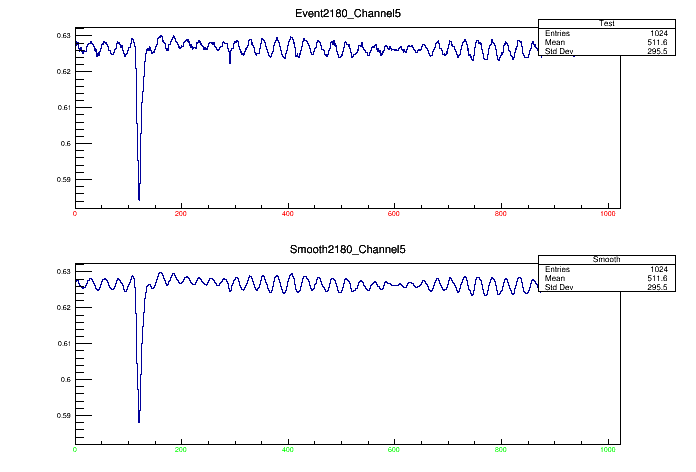 Event2180_Channel5
Test
Entries 1024
Mean 511.6
Std Dev 295.5
0.63
0.62
0.61
0.6
0.59
0 200 400 600 800 1000
Smooth2180_Channel5
Smooth
Entries 1024
Mean 511.6
Std Dev 295.5
0.63
0.62
0.61
0.6
0.59
0 200 400 600 800 1000